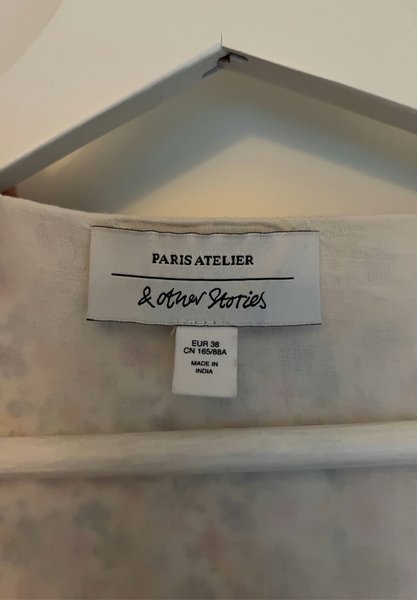 PARIS ATELIER
& other Stories
EUR 38
CN 165/88A
MADE IN
INDIA